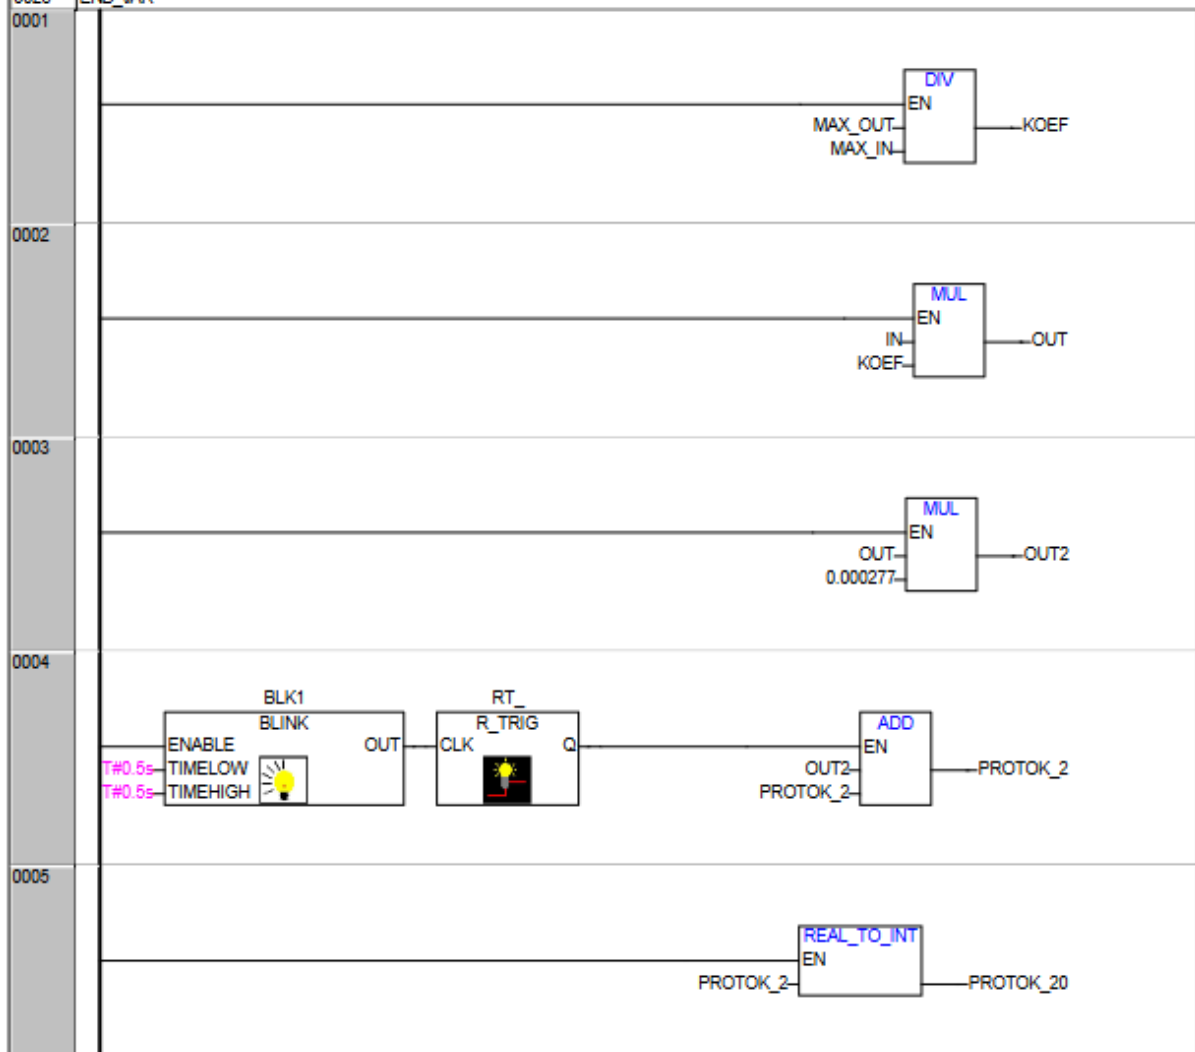 0001
DIV
EN
MAX_OUT
KOEF
MAX_IN
0002
MUL
EN
IN
OUT
KOEF
0003
MUL
EN
OUT
OUT2
0.000277
0004
BLK1 RT_
BLINK R_TRIG ADD
ENABLE OUT CLK Q EN
T#0.5s TIMELOW OUT2 PROTOK_2
T#0.5s TIMEHIGH PROTOK_2
0005
REAL_TO_INT
EN
PROTOK_2 PROTOK_20